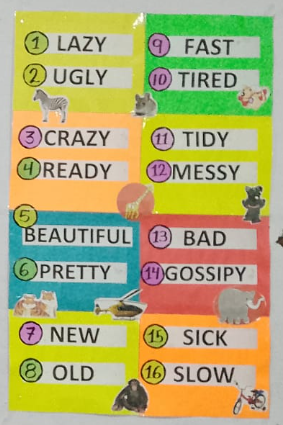 1 LAZY
2 UGLY
3 CRAZY
4 READY
5
BEAUTIFUL
6 PRETTY
7 NEW
8 OLD
9 FAST
10 TIRED
11 TIDY
12 MESSY
13 BAD
14 GOSSIPY
15 SICK
16 SLOW